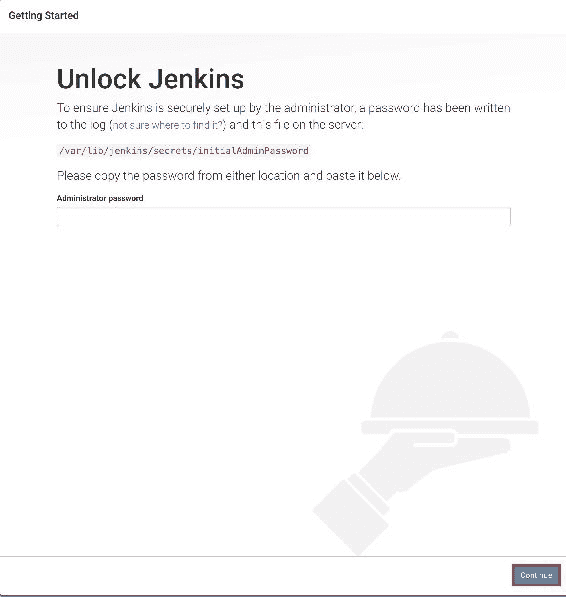 Getting Started
Unlock Jenkins
To ensure Jenkins is securely set up by the administrator, a password has been written
to the log (not sure where to find it?) and this file on the server:
/var/lib/jenkins/secrets/initialAdminPassword
Please copy the password from either location and paste it below.
Administrator password
Continue